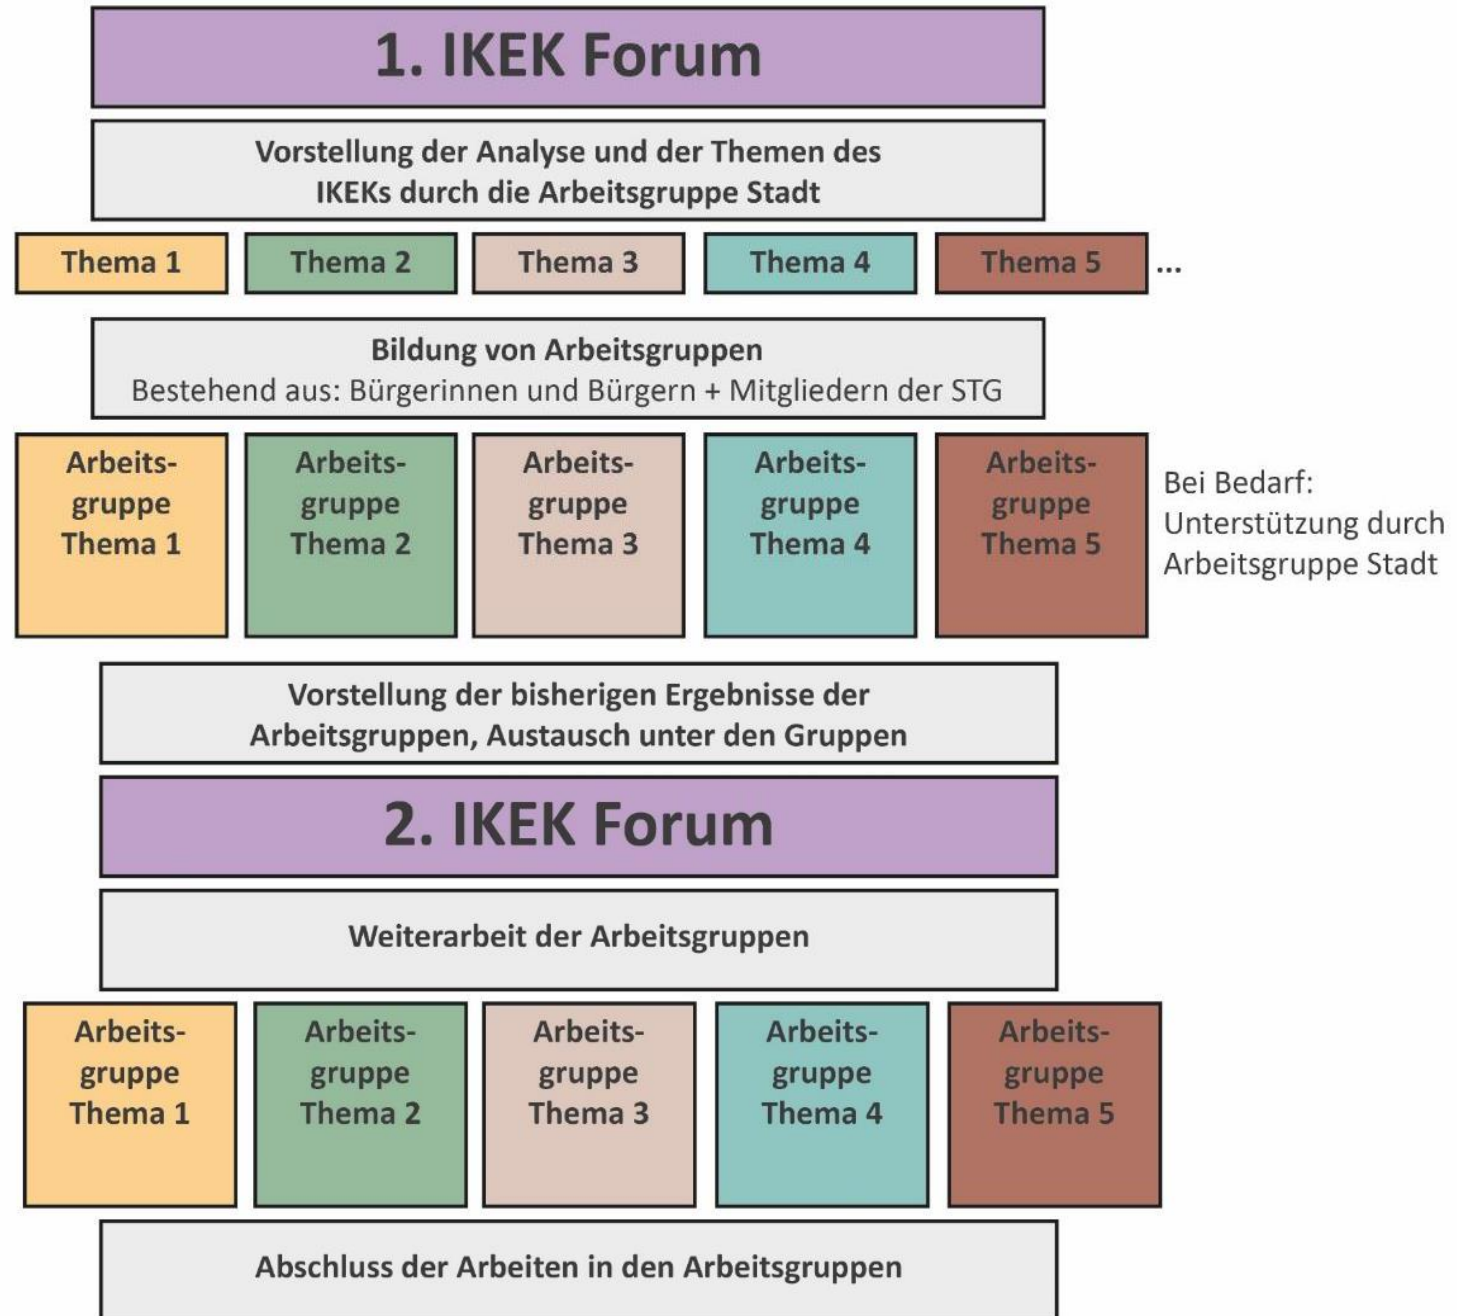 1. IKEK Forum
Vorstellung der Analyse und der Themen des
IKEKs durch die Arbeitsgruppe Stadt
Thema 1
Thema 2
Thema 3
Thema 4
Thema 5
...
Bildung von Arbeitsgruppen
Bestehend aus: Bürgerinnen und Bürgern + Mitgliedern der STG
Arbeits-
gruppe
Thema 1
Arbeits-
gruppe
Thema 2
Arbeits-
gruppe
Thema 3
Arbeits-
gruppe
Thema 4
Arbeits-
gruppe
Thema 5
Bei Bedarf:
Unterstützung durch
Arbeitsgruppe Stadt
Vorstellung der bisherigen Ergebnisse der
Arbeitsgruppen, Austausch unter den Gruppen
2. IKEK Forum
Weiterarbeit der Arbeitsgruppen
Arbeits-
gruppe
Thema 1
Arbeits-
gruppe
Thema 2
Arbeits-
gruppe
Thema 3
Arbeits-
gruppe
Thema 4
Arbeits-
gruppe
Thema 5
Abschluss der Arbeiten in den Arbeitsgruppen